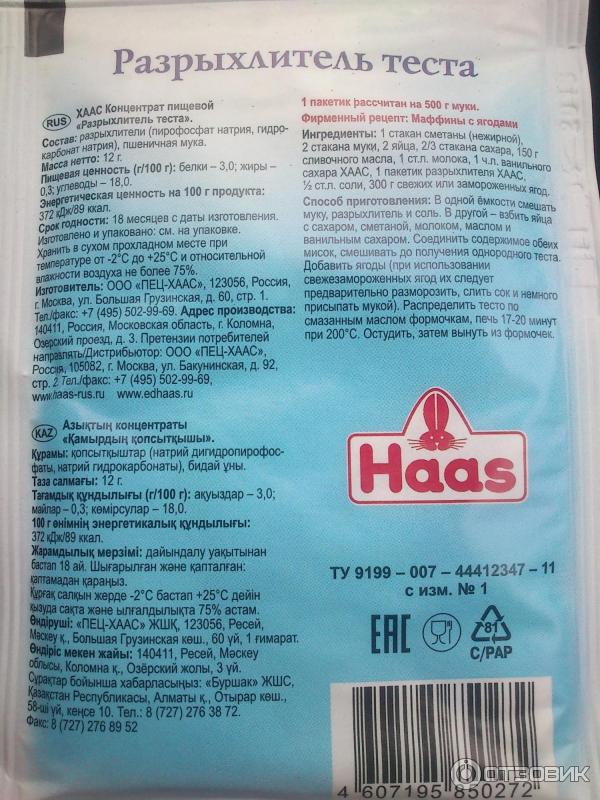 Разрыхлитель теста
RUS ХААС Концентрат пищевой
«Разрыхлитель теста».
Состав: разрыхлители (пирофосфат натрия, гидро-
карбонат натрия), пшеничная мука.
Масса нетто: 12 г.
Пищевая ценность (г/100 г): белки – 3,0; жиры –
0,3; углеводы – 18,0.
Энергетическая ценность на 100 г продукта:
372 кДж/89 ккал.
Срок годности: 18 месяцев с даты изготовления.
Изготовлено и упаковано: см. на упаковке.
Хранить в сухом прохладном месте при
температуре от -2°С до +25°С и относительной
влажности воздуха не более 75%.
Изготовитель: ООО «ПЕЦ-ХААС», 123056, Россия,
г. Москва, ул. Большая Грузинская, д. 60, стр. 1.
Тел./факс: +7 (495) 502-99-69. Адрес производства:
140411, Россия, Московская область, г. Коломна,
Озерский проезд, д. 3. Претензии потребителей
направлять/Дистрибьютор: ООО «ПЕЦ-ХААС»,
Россия, 105082, г. Москва, ул. Бакунинская, д. 92,
стр. 2. Тел./факс: +7 (495) 502-99-69,
www.haas-rus.ru www.edhaas.ru
KAZ Азықтың концентраты
«Қамырдың қопсытқышы».
Құрамы: қопсытқыштар (натрий дигидропирофос-
фаты, натрий гидрокарбонаты), бидай ұны.
Таза салмағы: 12 г.
Тағамдық құндылығы (г/100 г): ақуыздар – 3,0;
майлар – 0,3; көмірсулар – 18,0.
100 г өнімнің энергетикалық құндылығы:
372 кДж/89 ккал.
Жарамдылық мерзімі: дайындалу уақытынан
бастап 18 ай. Шығарылған және қапталған:
қаптамадан қараңыз.
Құрғақ салқын жерде -2°С бастап +25°С дейін
қызуда сақта және ылғалдылықта 75% астам.
Өндіруші: «ПЕЦ-ХААС» ЖШҚ, 123056, Ресей,
Мәскеу қ., Большая Грузинская көш., 60 үй, 1 ғимарат.
Өндіріс мекен жайы: 140411, Ресей, Мәскеу
облысы, Коломна қ., Озёрский жолы, 3 үй.
Сұрақтар бойынша хабарласыңыз: «Буршак» ЖШС,
Қазақстан Республикасы, Алматы қ., Отырар көш.,
58-ші үй, кеңсе 10. Тел.: 8 (727) 276 38 72.
Факс: 8 (727) 276 89 52
1 пакетик рассчитан на 500 г муки.
Фирменный рецепт: Маффины с ягодами
Ингредиенты: 1 стакан сметаны (нежирной),
2 стакана муки, 2 яйца, 2/3 стакана сахара, 150 г
сливочного масла, 1 ст.л. молока, 1 ч.л. ванильного
сахара ХААС, 1 пакетик разрыхлителя ХААС,
½ ст.л. соли, 300 г свежих или замороженных ягод.
Способ приготовления: В одной ёмкости смешать
муку, разрыхлитель и соль. В другой – взбить яйца
с сахаром, сметаной, молоком, маслом и
ванильным сахаром. Соединить содержимое обеих
мисок, смешивать до получения однородного теста.
Добавить ягоды (при использовании
свежезамороженных ягод их следует
предварительно разморозить, слить сок и немного
присыпать мукой). Распределить тесто по
смазанным маслом формочкам, печь 17-20 минут
при 200°С. Остудить, затем вынуть из формочек.
Haas
ТУ 9199 – 007 – 44412347 – 11
с изм. № 1
EAC
81
C/PAP
4 607195 850272
ОТЗОВИК